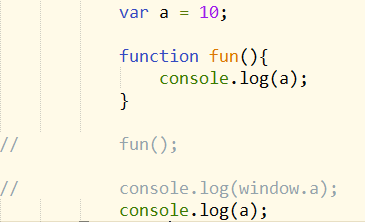 var a = 10;
function fun(){
console.log(a);
}
// fun();
// console.log(window.a);
console.log(a);